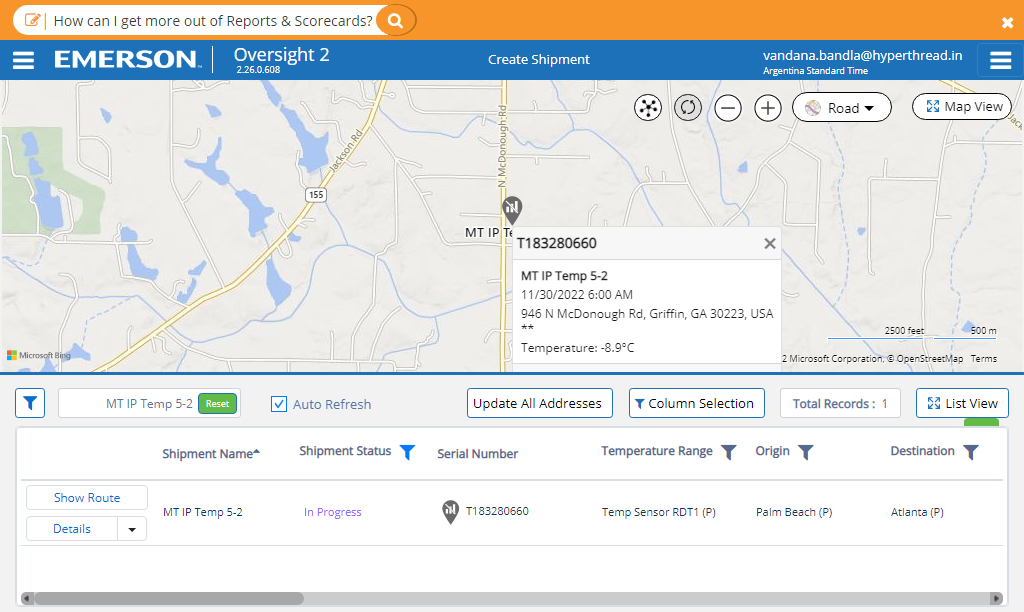 How can I get more out of Reports & Scorecards?
EMERSON
Oversight 2
2.26.0.608
Create Shipment
vandana.bandla@hyperthread.in
Argentina Standard Time
Road
Map View
Jackson Rd
N McDonough Rd
155
MT IP Te
T183280660
MT IP Temp 5-2
11/30/2022 6:00 AM
946 N McDonough Rd, Griffin, GA 30223, USA
**
Temperature: -8.9°C
2500 feet
500 m
Microsoft Bing
2 Microsoft Corporation, © OpenStreetMap Terms
MT IP Temp 5-2
Reset
Auto Refresh
Update All Addresses
Column Selection
Total Records : 1
List View
Shipment Name
Shipment Status
Serial Number
Temperature Range
Origin
Destination
Show Route
Details
MT IP Temp 5-2
In Progress
T183280660
Temp Sensor RDT1 (P)
Palm Beach (P)
Atlanta (P)